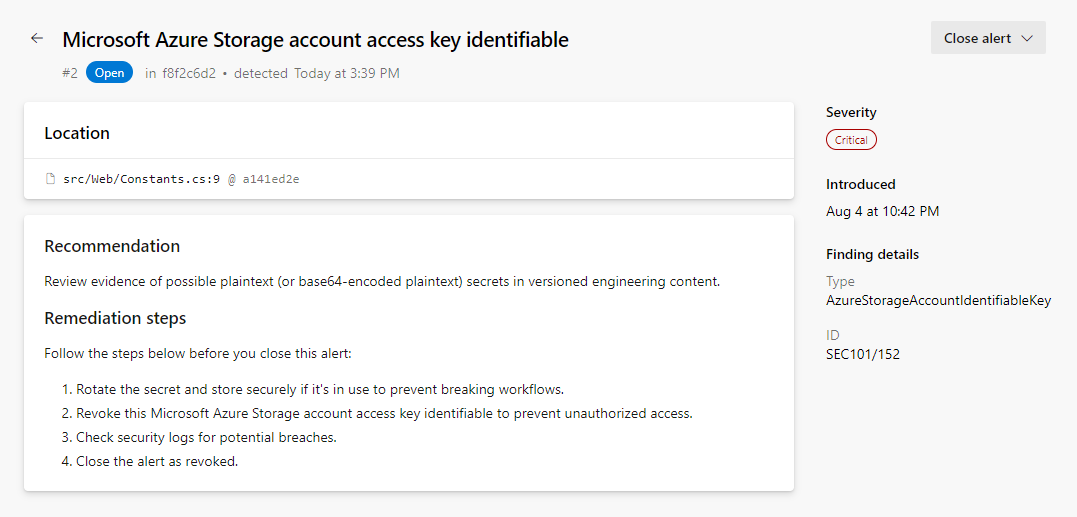 Microsoft Azure Storage account access key identifiable
Close alert
#2 Open in f8f2c6d2 • detected Today at 3:39 PM
Location
src/Web/Constants.cs:9 @ a141ed2e
Recommendation
Review evidence of possible plaintext (or base64-encoded plaintext) secrets in versioned engineering content.
Remediation steps
Follow the steps below before you close this alert:
1. Rotate the secret and store securely if it's in use to prevent breaking workflows.
2. Revoke this Microsoft Azure Storage account access key identifiable to prevent unauthorized access.
3. Check security logs for potential breaches.
4. Close the alert as revoked.
Severity
Critical
Introduced
Aug 4 at 10:42 PM
Finding details
Type
AzureStorageAccountIdentifiableKey
ID
SEC101/152